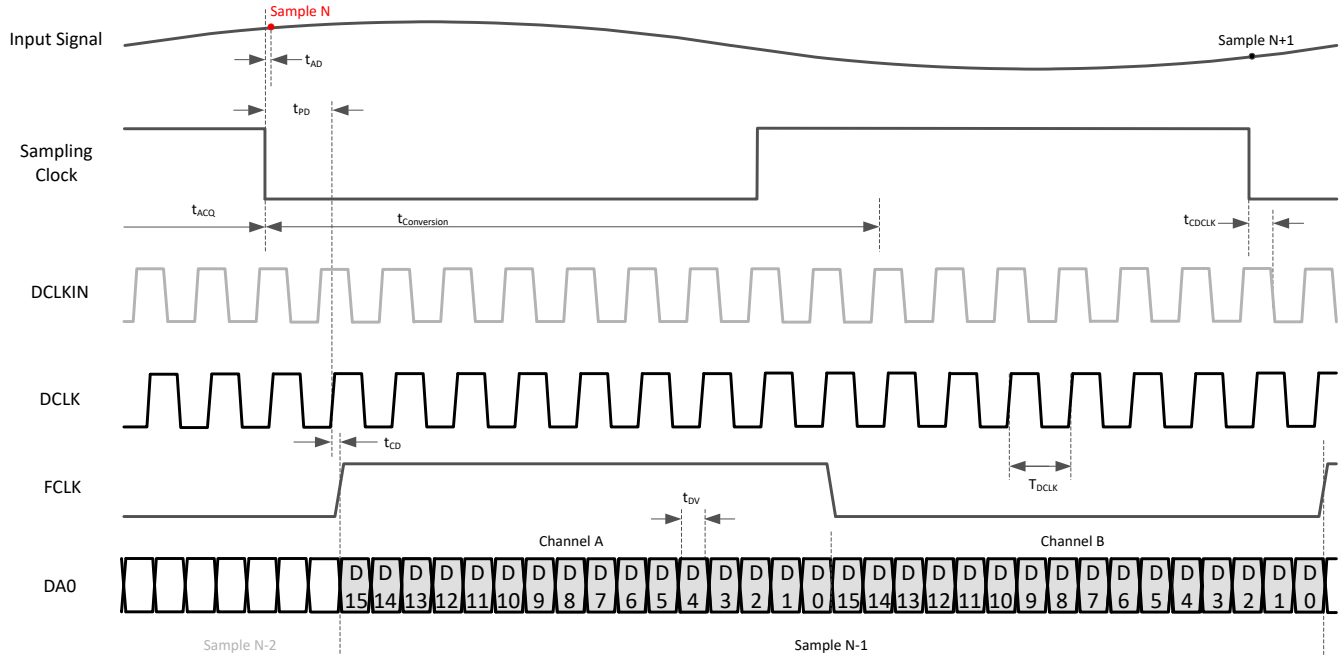 Sample N
Input Signal
Sample N+1
tAD
tPD
Sampling
Clock
tACQ
tConversion
tCDCLK
DCLKIN
DCLK
tCD
FCLK
tDV
TDCLK
Channel A
Channel B
DA0
D 15 D 14 D 13 D 12 D 11 D 10 D 9 D 8 D 7 D 6 D 5 D 4 D 3 D 2 D 1 D 0 D 15 D 14 D 13 D 12 D 11 D 10 D 9 D 8 D 7 D 6 D 5 D 4 D 3 D 2 D 1 D 0
Sample N-2
Sample N-1